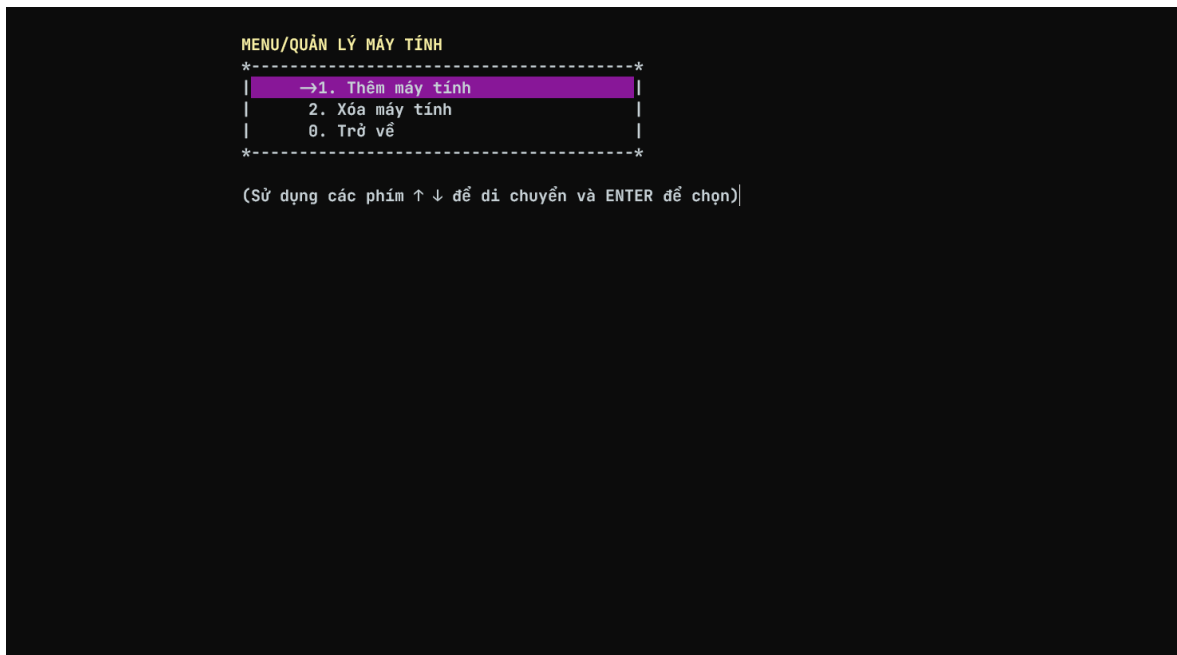 MENU/QUẢN LÝ MÁY TÍNH
*----------------------------------------*
|     →1. Thêm máy tính                 |
|      2. Xóa máy tính                   |
|      0. Trở về                         |
*----------------------------------------*
(Sử dụng các phím ↑ ↓ để di chuyển và ENTER để chọn)